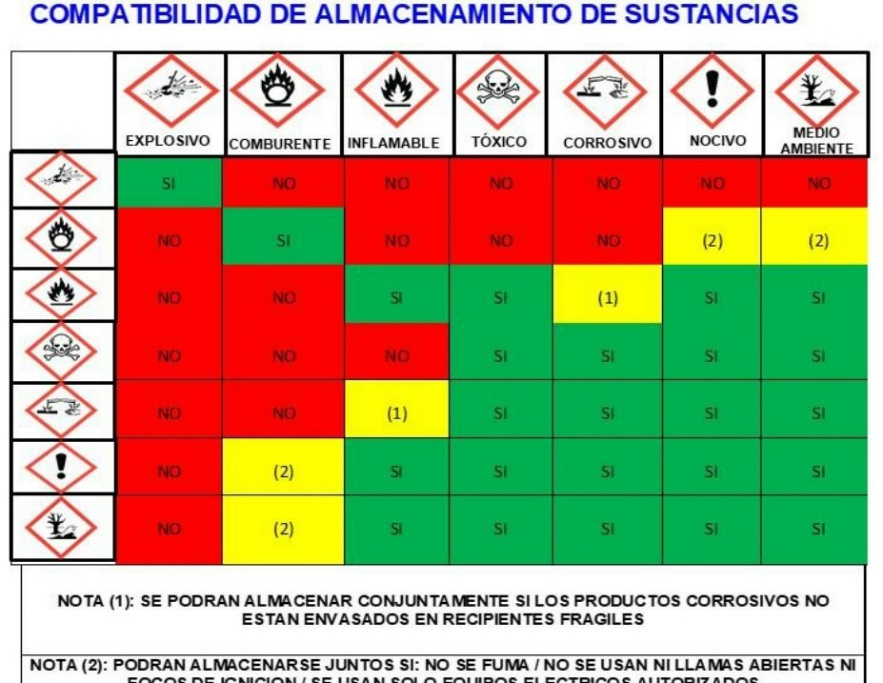 COMPATIBILIDAD DE ALMACENAMIENTO DE SUSTANCIAS
EXPLOSIVO COMBURENTE INFLAMABLE TÓXICO CORROSIVO NOCIVO MEDIO AMBIENTE
SI NO NO NO NO NO NO
NO SI NO NO NO (2) (2)
NO NO SI SI (1) SI SI
NO NO NO SI SI SI SI
NO NO (1) SI SI SI SI
NO (2) SI SI SI SI SI
NO (2) SI SI SI SI SI
NOTA (1): SE PODRAN ALMACENAR CONJUNTAMENTE SI LOS PRODUCTOS CORROSIVOS NO
ESTAN ENVASADOS EN RECIPIENTES FRAGILES
NOTA (2): PODRAN ALMACENARSE JUNTOS SI: NO SE FUMA / NO SE USAN NI LLAMAS ABIERTAS NI
FOCOS DE IGNICION / SE USAN SOLO EQUIPOS ELECTRICOS AUTORIZADOS